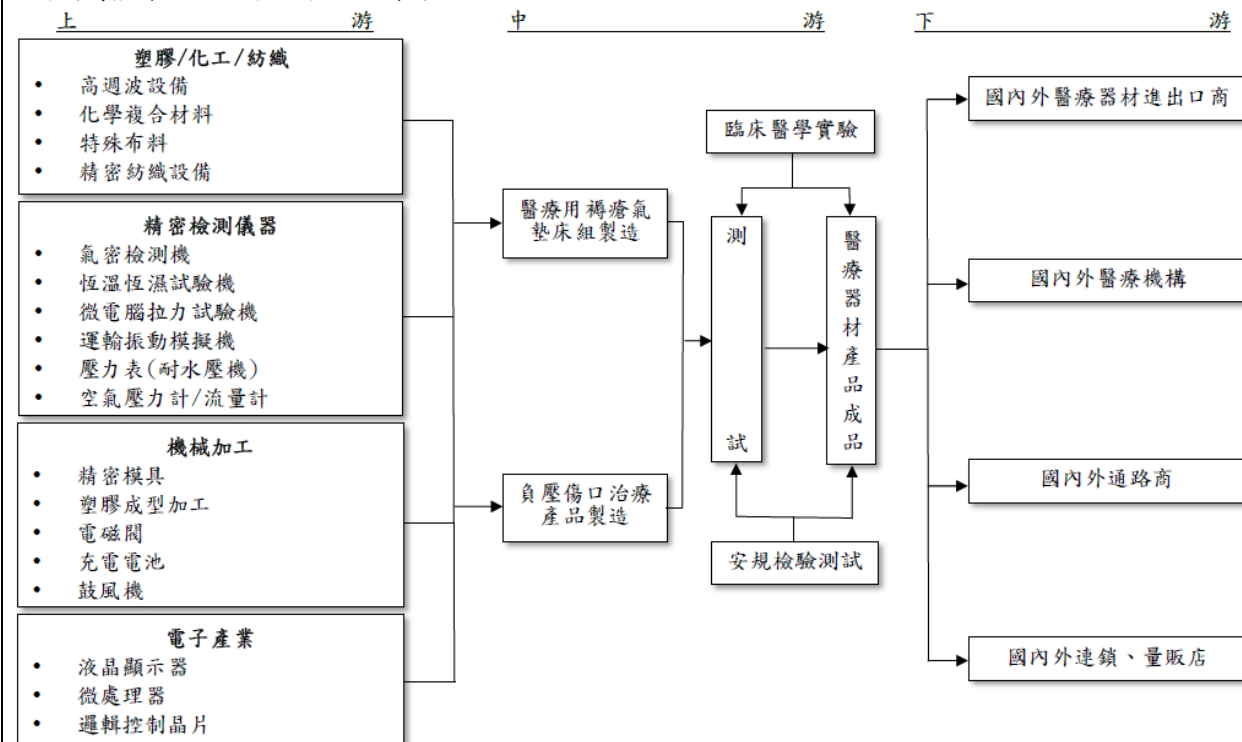 上 游
中 游
下 游
塑膠/化工/紡織
• 高週波設備
• 化學複合材料
• 特殊布料
• 精密紡織設備
精密檢測儀器
• 氣密檢測機
• 恆溫恆濕試驗機
• 微電腦拉力試驗機
• 運輸振動模擬機
• 壓力表(耐水壓機)
• 空氣壓力計/流量計
機械加工
• 精密模具
• 塑膠成型加工
• 電磁閥
• 充電電池
• 鼓風機
電子產業
• 液晶顯示器
• 微處理器
• 邏輯控制晶片
醫療用褥瘡氣
墊床組製造
負壓傷口治療
產品製造
臨床醫學實驗
測試
醫療器材產品成品
安規檢驗測試
國內外醫療器材進出口商
國內外醫療機構
國內外通路商
國內外連鎖、量販店